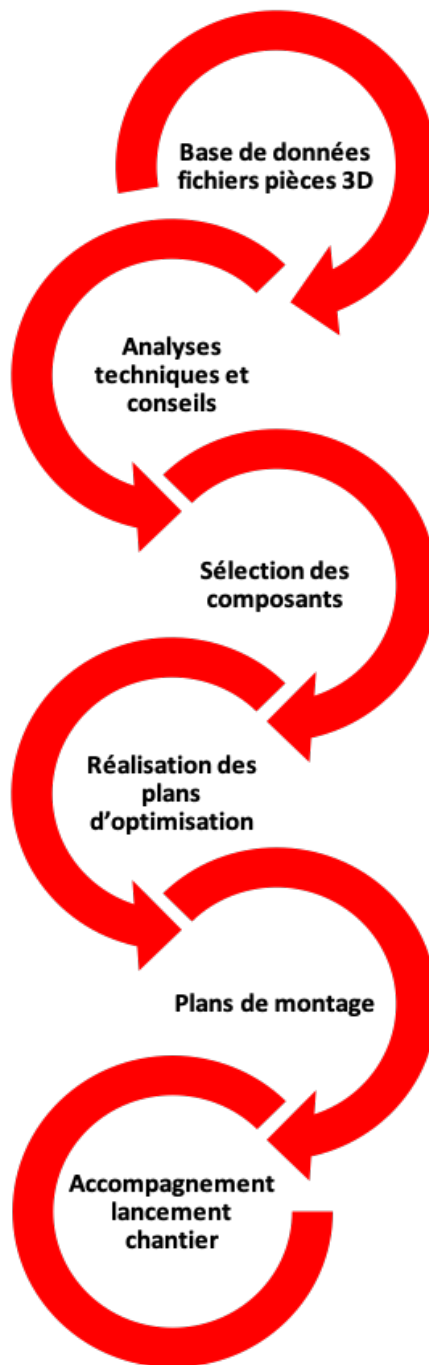 Base de données
fichiers pièces 3D
Analyses
techniques et
conseils
Sélection des
composants
Réalisation des
plans
d’optimisation
Plans de montage
Accompagnement
lancement
chantier